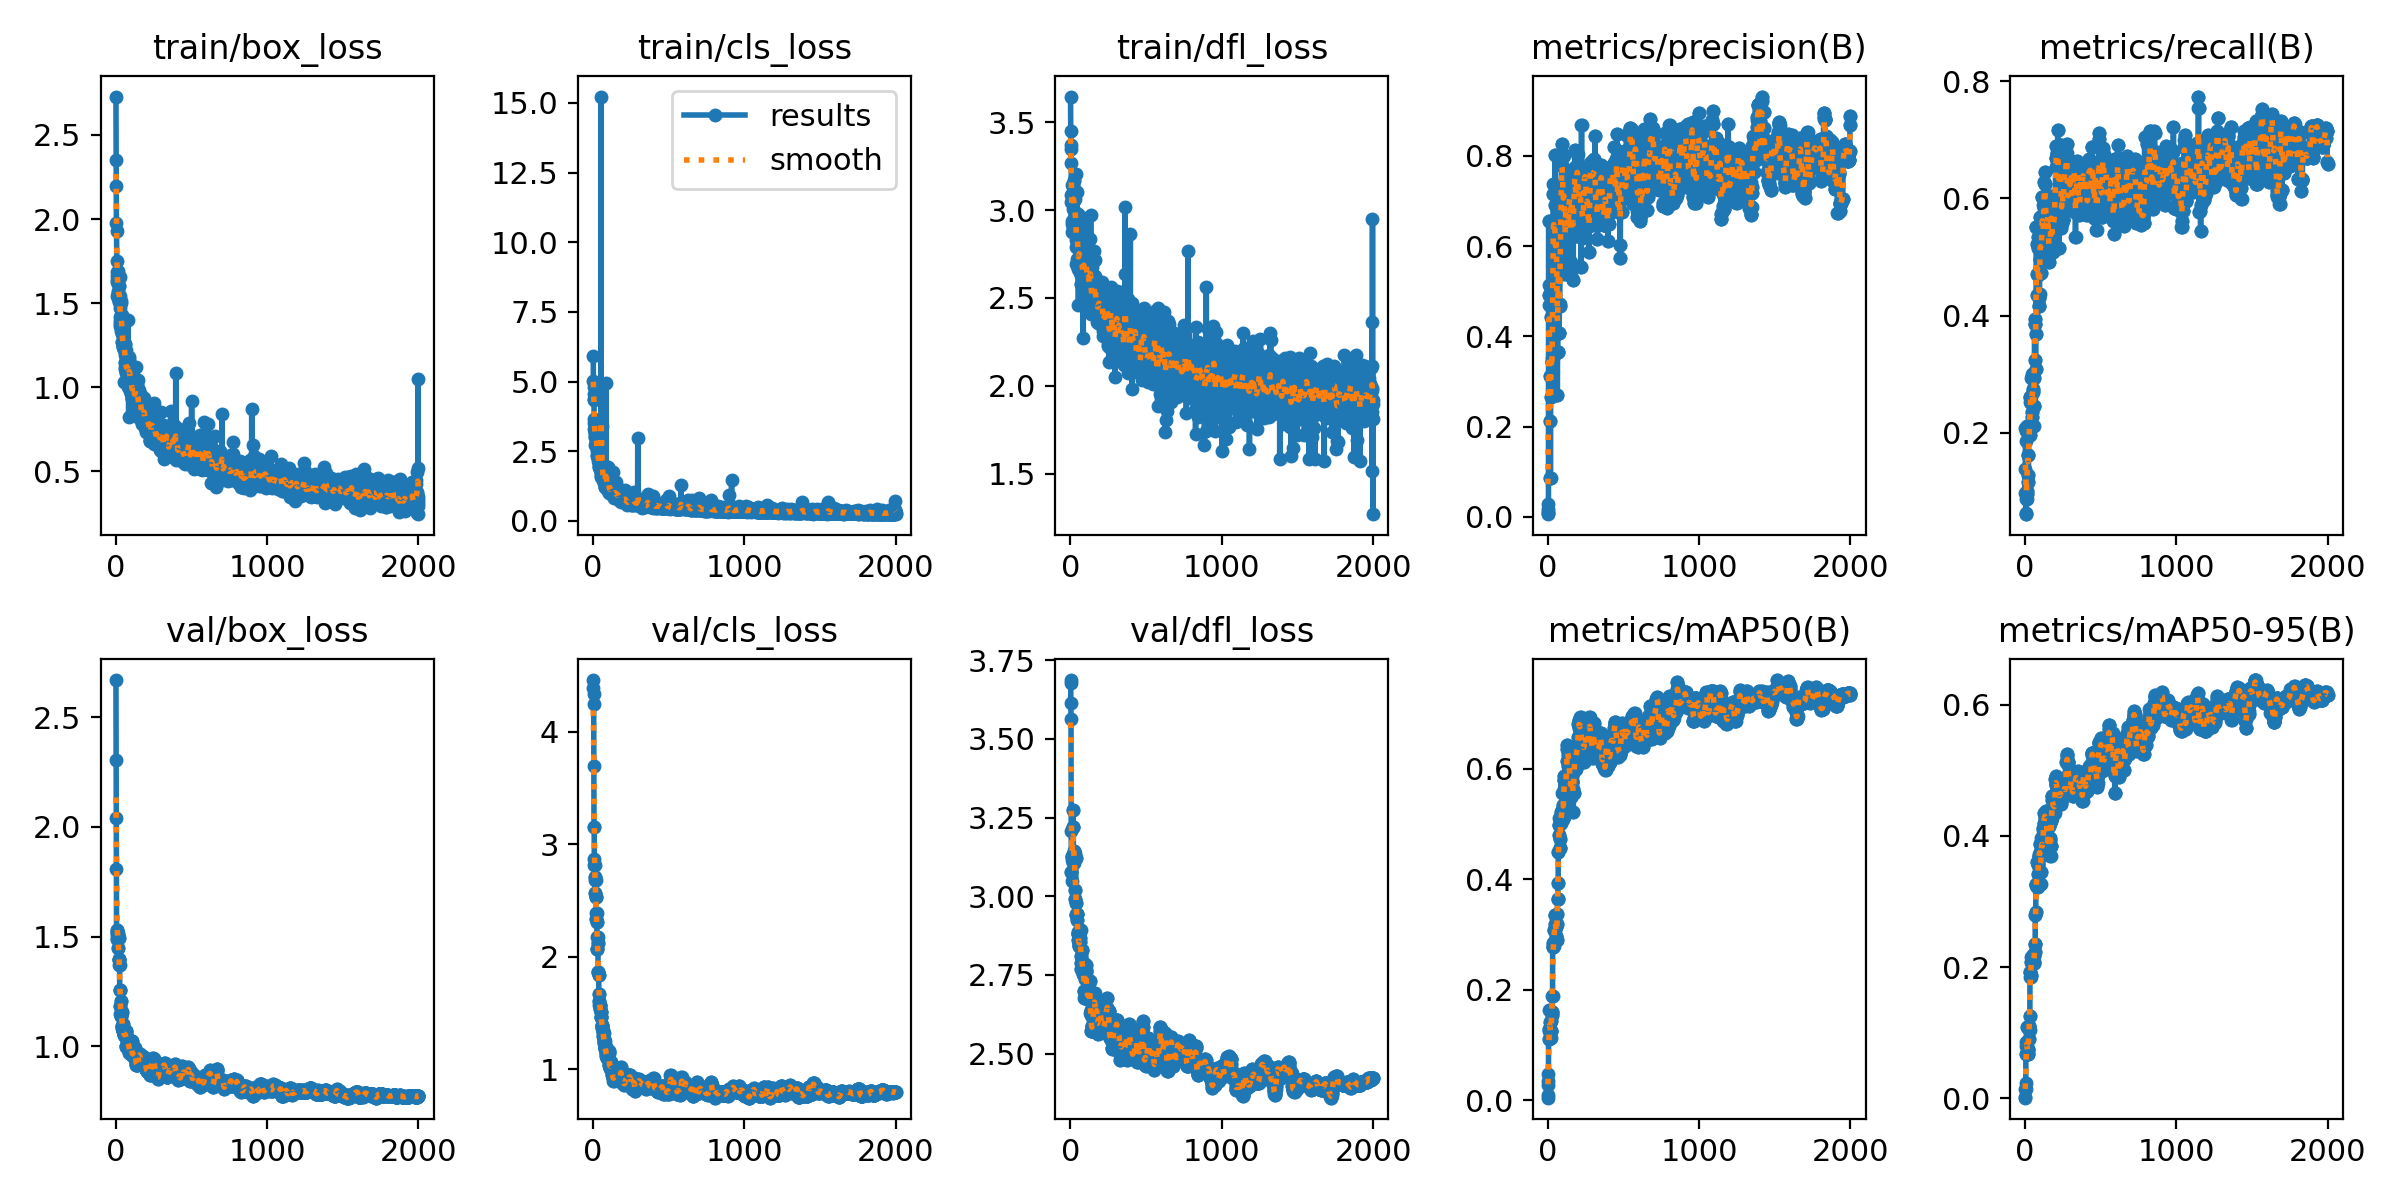 train/box_loss
2.5
2.0
1.5
1.0
0.5
0 1000 2000
train/cls_loss
results
smooth
15.0
12.5
10.0
7.5
5.0
2.5
0.0
0 1000 2000
train/dfl_loss
3.5
3.0
2.5
2.0
1.5
0 1000 2000
metrics/precision(B)
0.8
0.6
0.4
0.2
0.0
0 1000 2000
metrics/recall(B)
0.8
0.6
0.4
0.2
0 1000 2000
val/box_loss
2.5
2.0
1.5
1.0
0 1000 2000
val/cls_loss
4
3
2
1
0 1000 2000
val/dfl_loss
3.75
3.50
3.25
3.00
2.75
2.50
0 1000 2000
metrics/mAP50(B)
0.6
0.4
0.2
0.0
0 1000 2000
metrics/mAP50-95(B)
0.6
0.4
0.2
0.0
0 1000 2000